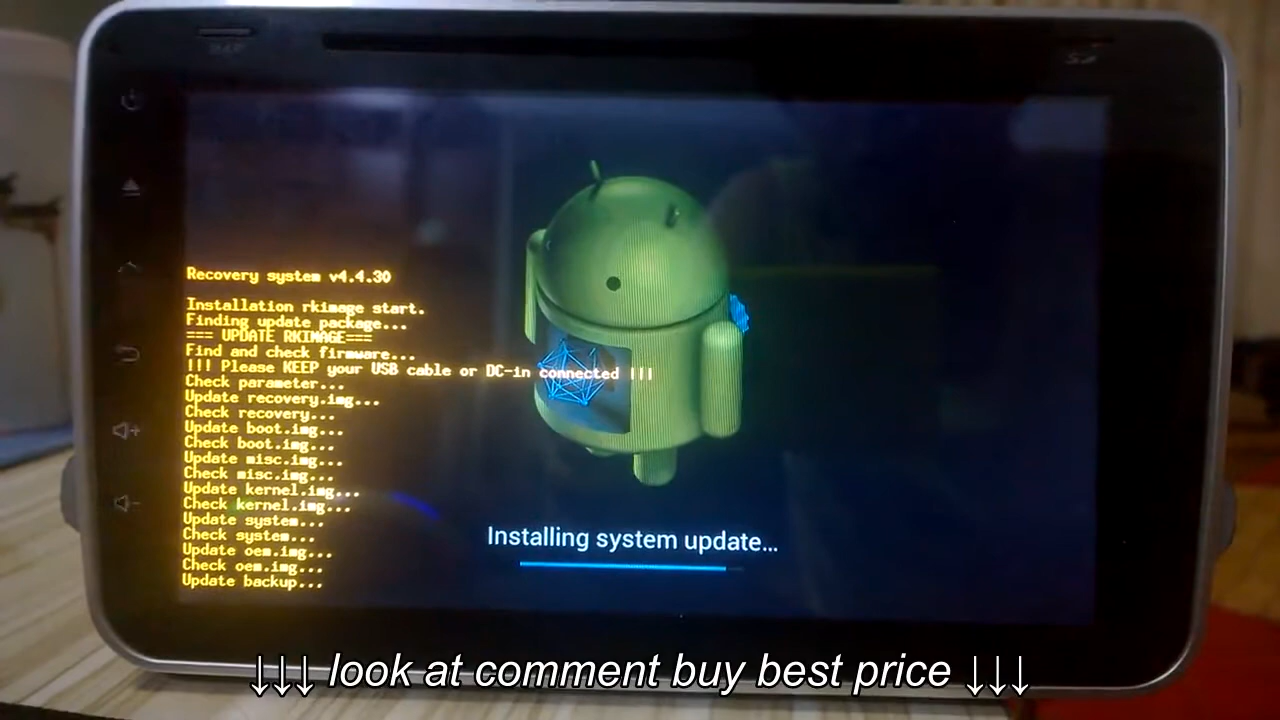 Recovery system v4.4.30
Installation rkimage start.
Finding update package...
=== UPDATE RKIMAGE===
Find and check firmware...
!!! Please KEEP your USB cable or DC-in connected !!!
Check parameter...
Update recovery.img...
Check recovery...
Update boot.img...
Check boot.img...
Update misc.img...
Check misc.img...
Update kernel.img...
Check kernel.img...
Update system...
Check system...
Update oem.img...
Check oem.img...
Update backup...
Installing system update...
↓↓↓ look at comment buy best price ↓↓↓